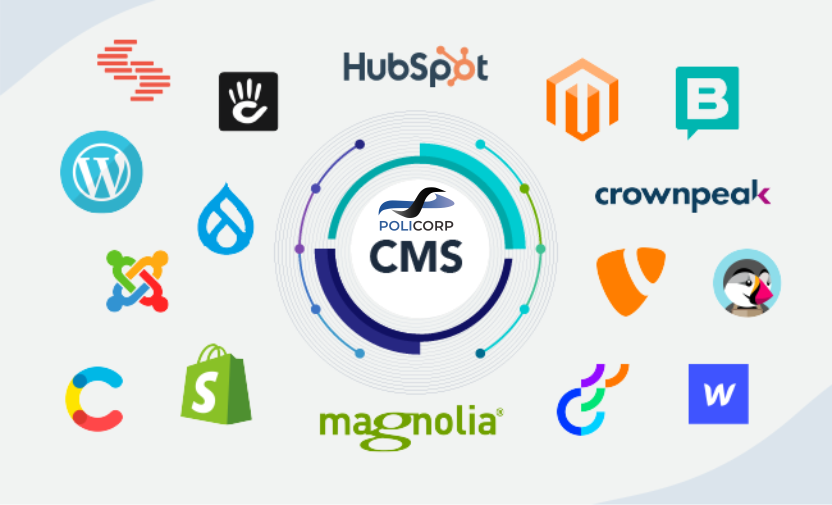 HubSpot
B
W
crownpeak
POLICORP
CMS
S
magnolia®
W